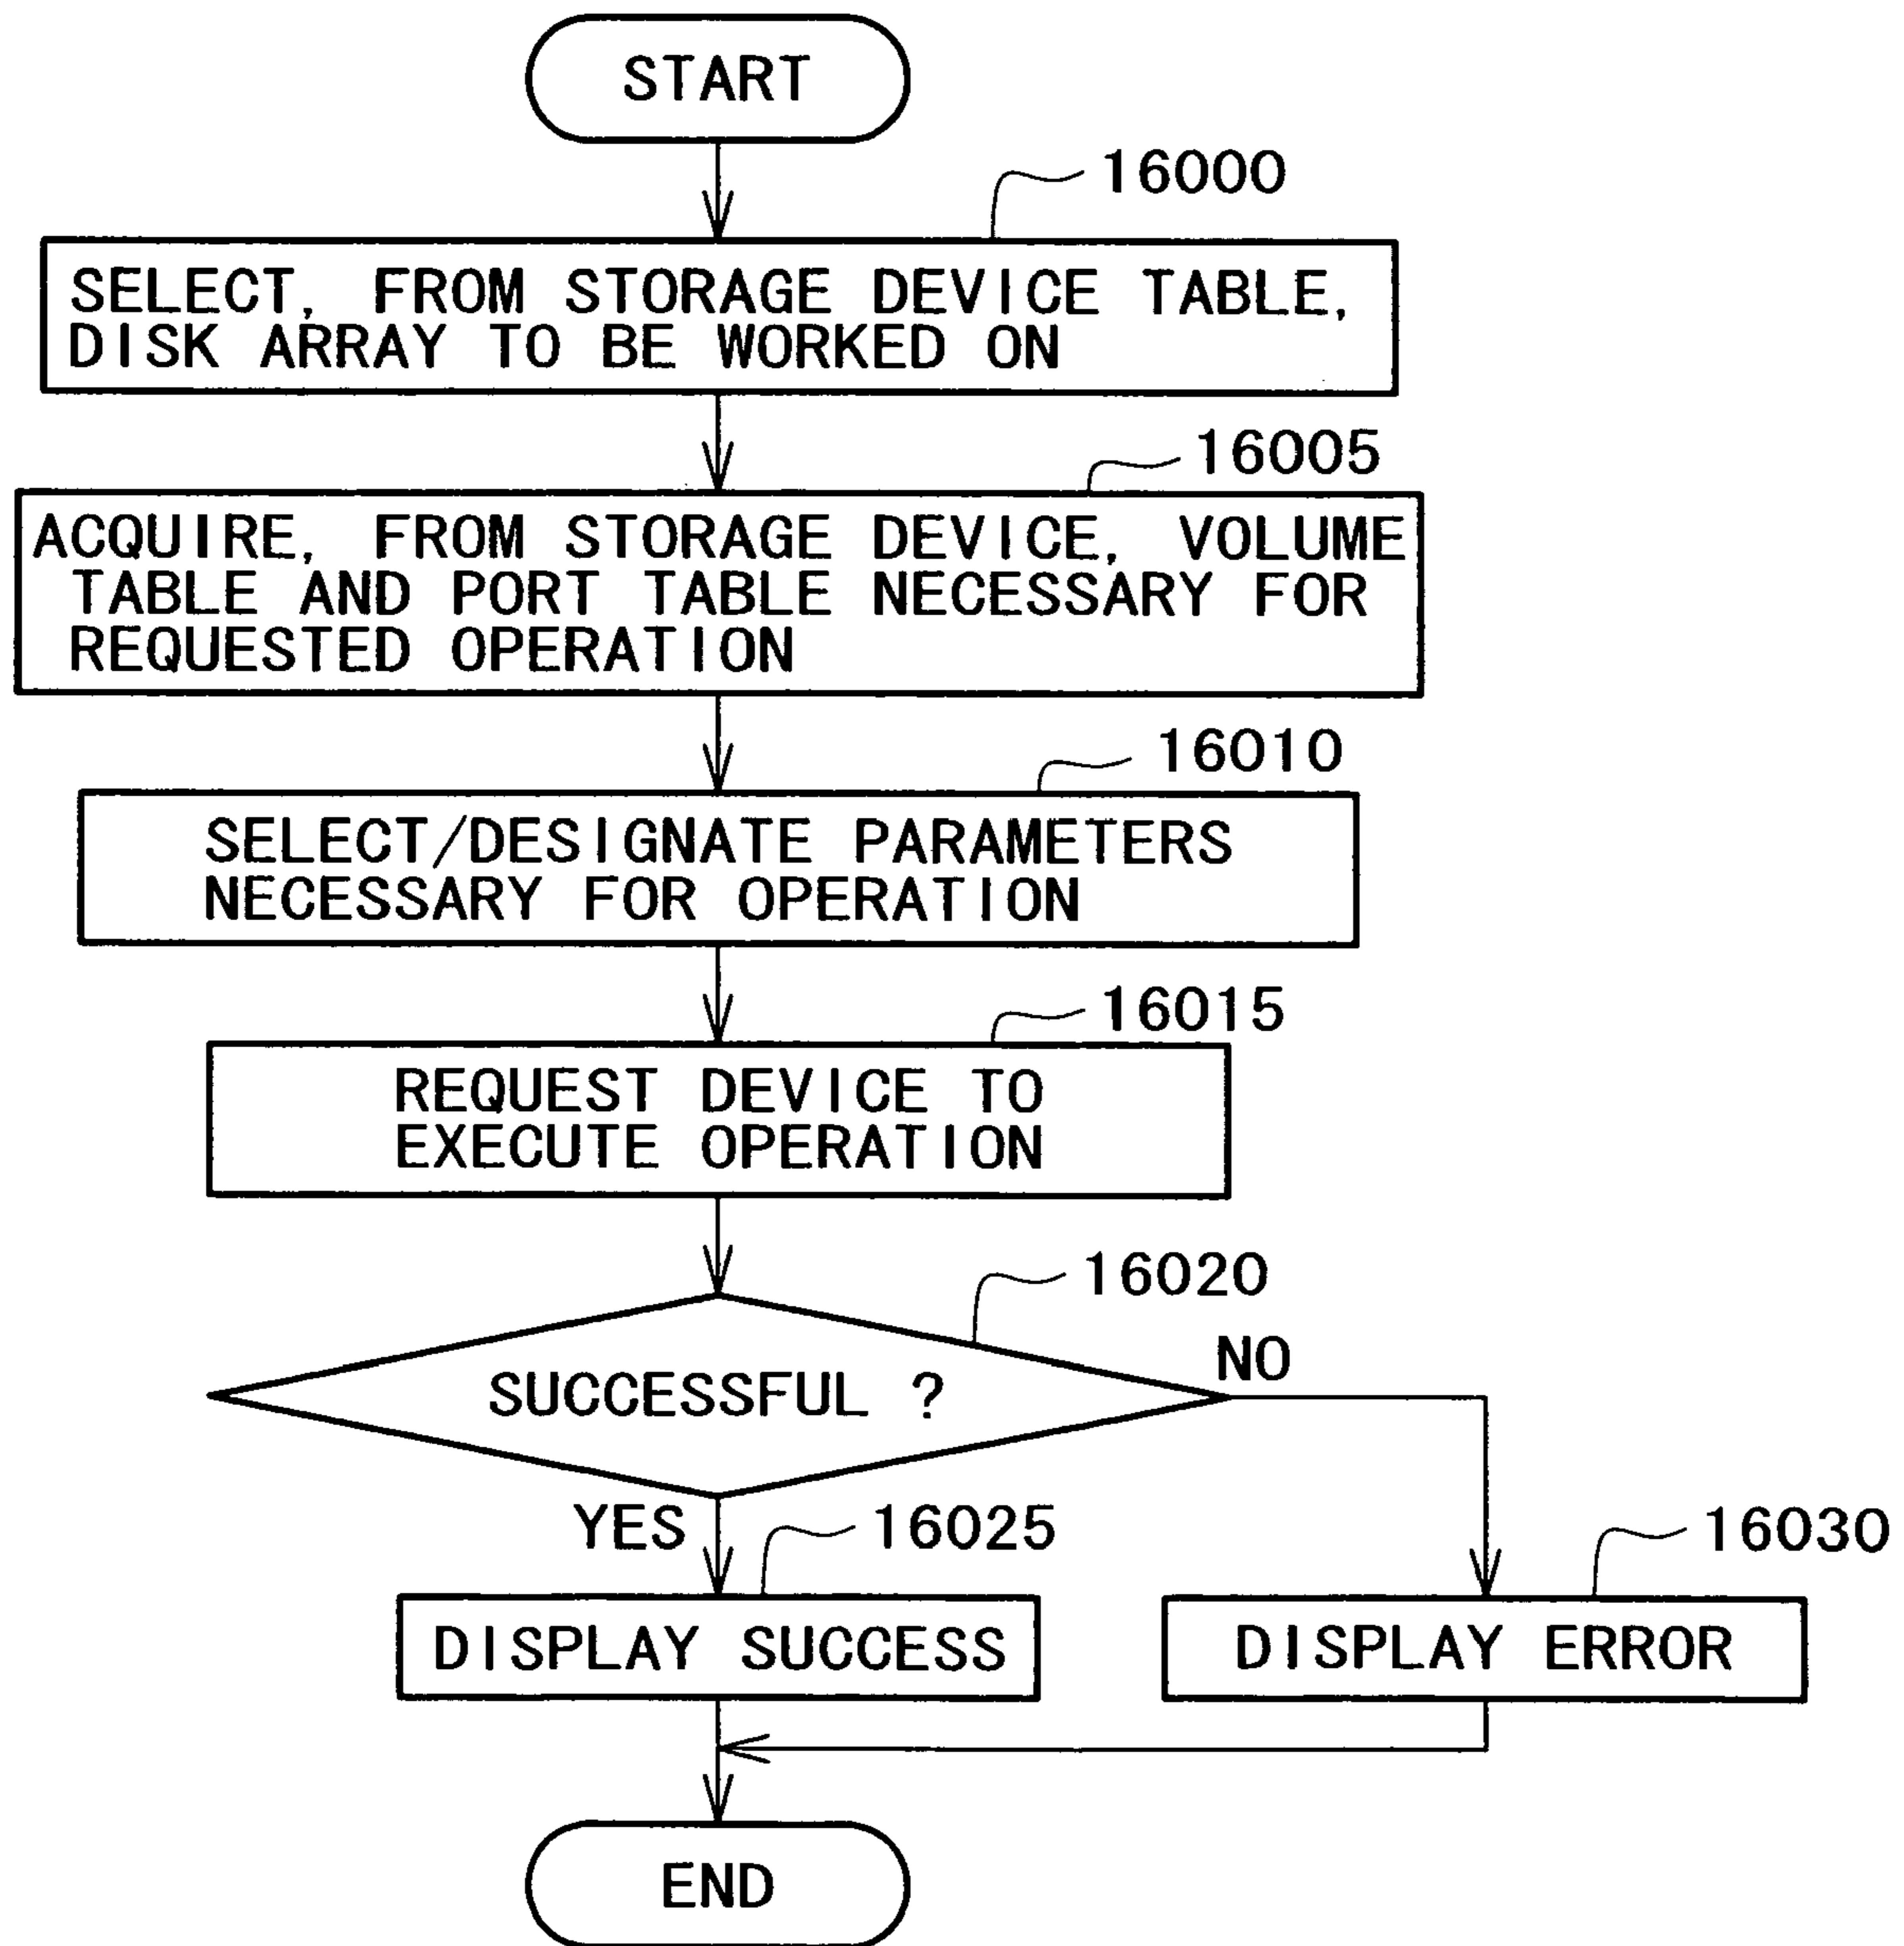 START
16000
SELECT, FROM STORAGE DEVICE TABLE,
DISK ARRAY TO BE WORKED ON
16005
ACQUIRE, FROM STORAGE DEVICE, VOLUME
TABLE AND PORT TABLE NECESSARY FOR
REQUESTED OPERATION
16010
SELECT/DESIGNATE PARAMETERS
NECESSARY FOR OPERATION
16015
REQUEST DEVICE TO
EXECUTE OPERATION
16020
SUCCESSFUL ?
NO
YES
16025
16030
DISPLAY SUCCESS
DISPLAY ERROR
END